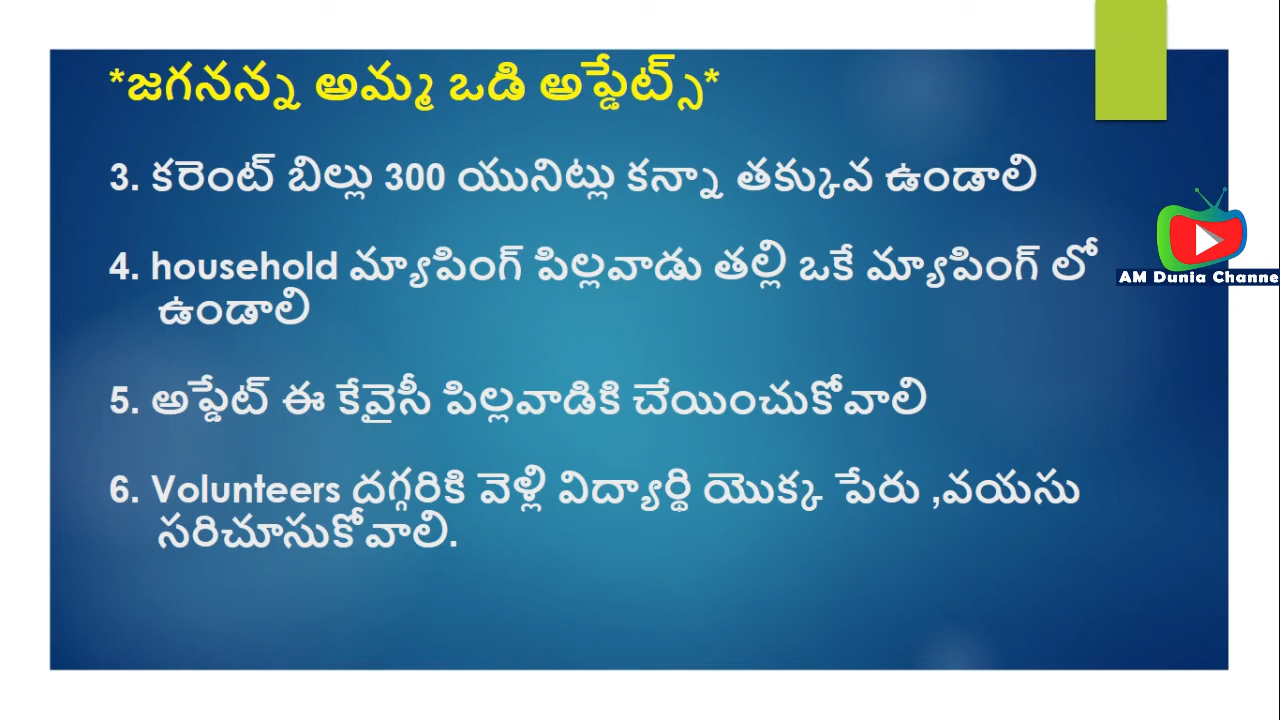 *జగనన్న అమ్మ ఒడి అప్డేట్స్*
3. కరెంట్ బిల్లు 300 యునిట్లు కన్నా తక్కువ ఉండాలి
4. household మ్యాపింగ్ పిల్లవాడు తల్లి ఒకే మ్యాపింగ్ లో
ఉండాలి
AM Dunia Channe
5. అప్డేట్ ఈ కేవైసీ పిల్లవాడికి చేయించుకోవాలి
6. Volunteers దగ్గరికి వెళ్లి విద్యార్థి యొక్క పేరు ,వయసు
సరిచూసుకోవాలి.